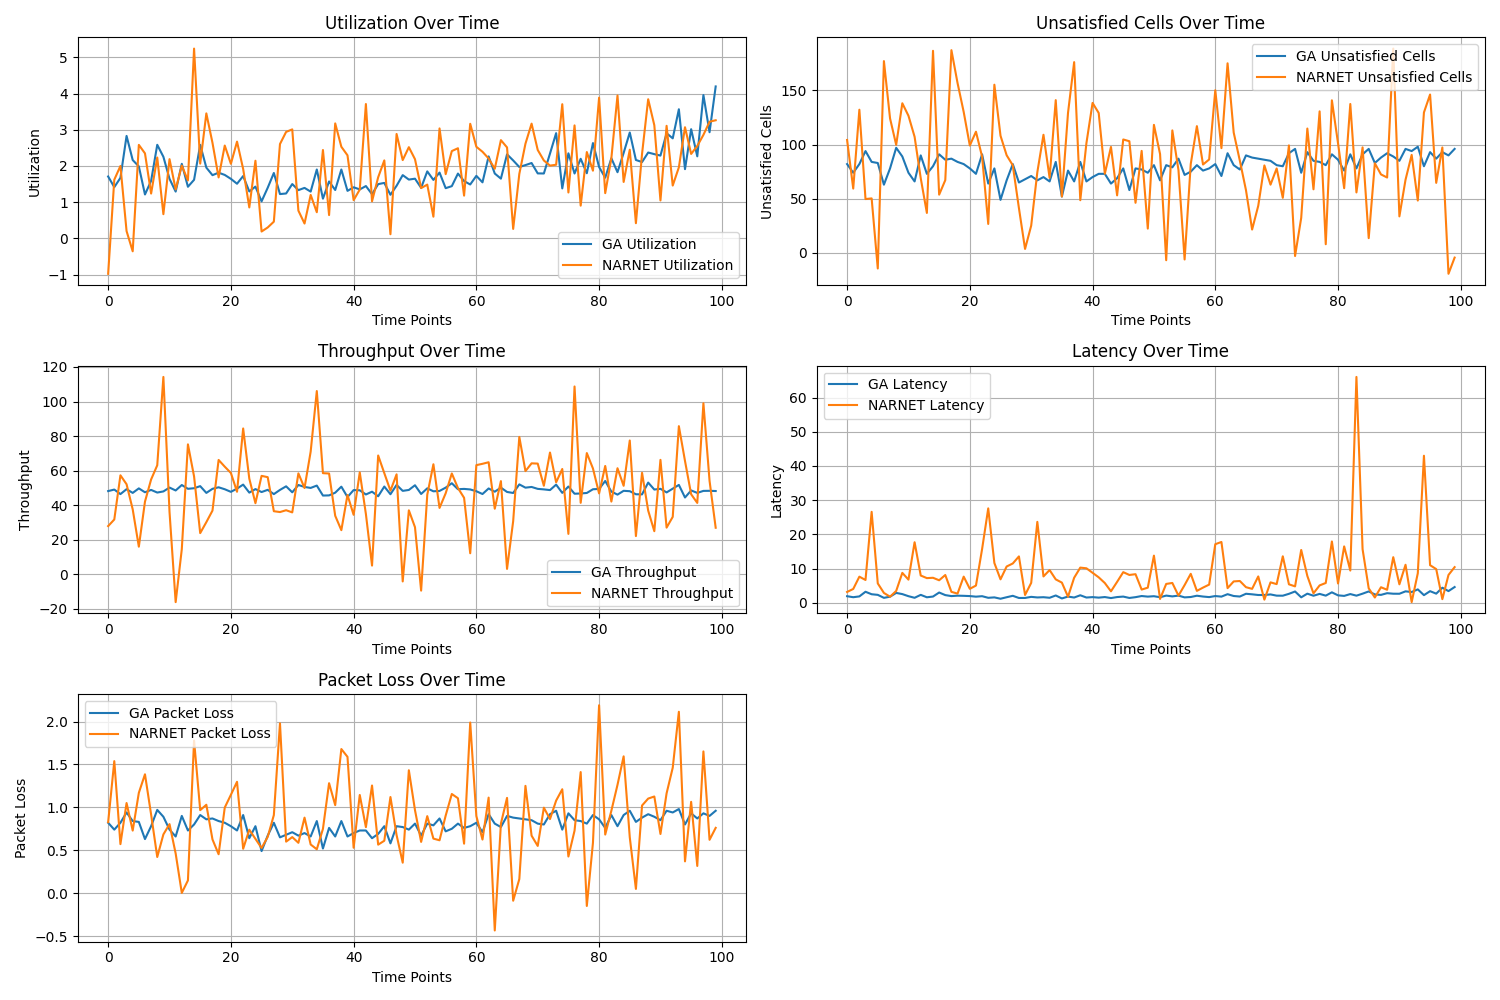 Utilization Over Time
Utilization
5
4
3
2
1
0
−1
GA Utilization
NARNET Utilization
0 20 40 60 80 100
Time Points
Unsatisfied Cells Over Time
Unsatisfied Cells
150
100
50
0
GA Unsatisfied Cells
NARNET Unsatisfied Cells
0 20 40 60 80 100
Time Points
Throughput Over Time
Throughput
120
100
80
60
40
20
0
−20
GA Throughput
NARNET Throughput
0 20 40 60 80 100
Time Points
Latency Over Time
Latency
60
50
40
30
20
10
0
GA Latency
NARNET Latency
0 20 40 60 80 100
Time Points
Packet Loss Over Time
Packet Loss
2.0
1.5
1.0
0.5
0.0
−0.5
GA Packet Loss
NARNET Packet Loss
0 20 40 60 80 100
Time Points